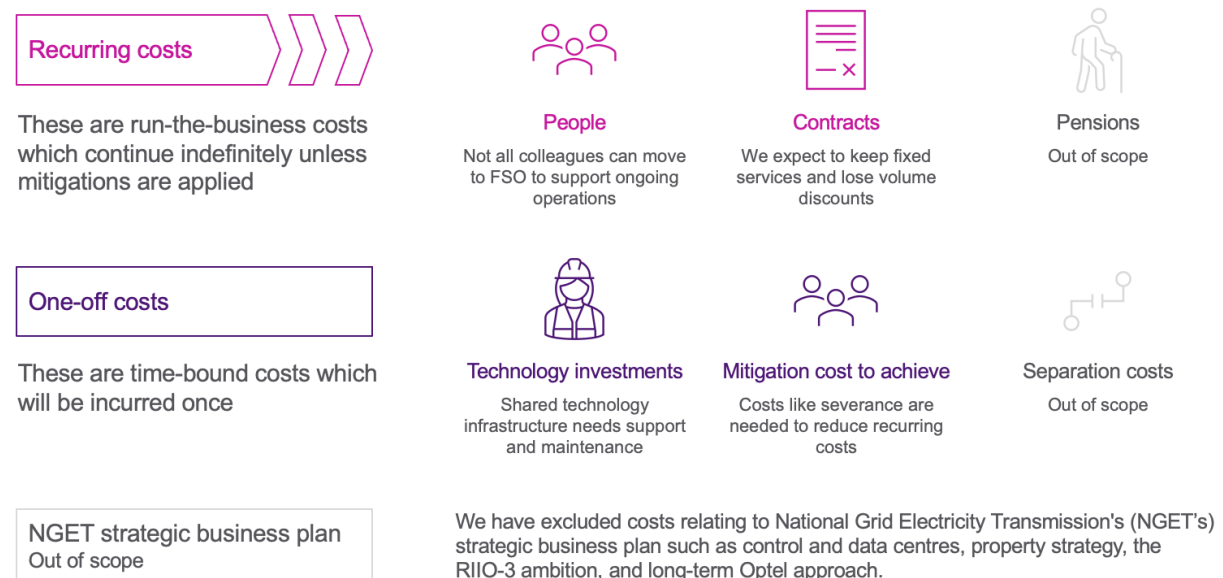 Recurring costs
These are run-the-business costs
which continue indefinitely unless
mitigations are applied
People
Not all colleagues can move
to FSO to support ongoing
operations
Contracts
We expect to keep fixed
services and lose volume
discounts
Pensions
Out of scope
One-off costs
These are time-bound costs which
will be incurred once
Technology investments
Shared technology
infrastructure needs support
and maintenance
Mitigation cost to achieve
Costs like severance are
needed to reduce recurring
costs
Separation costs
Out of scope
NGET strategic business plan
Out of scope
We have excluded costs relating to National Grid Electricity Transmission's (NGET’s)
strategic business plan such as control and data centres, property strategy, the
RIIO-3 ambition, and long-term Optel approach.